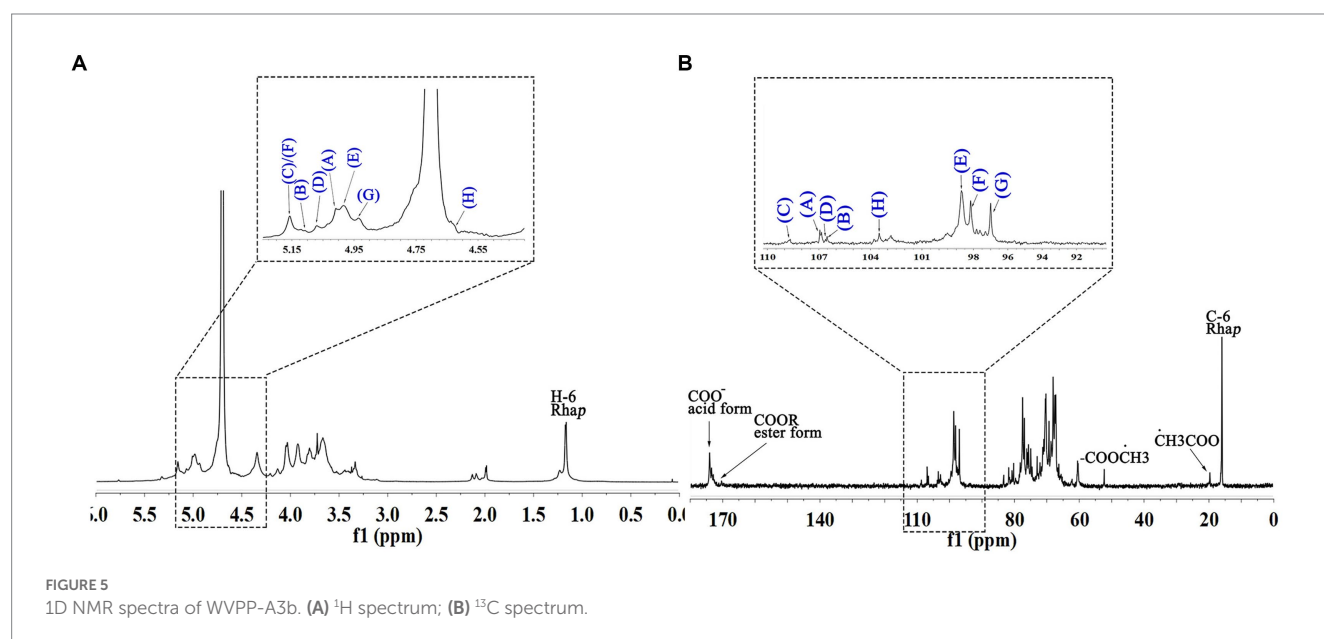 A
(C)/(F)
(B)
(D)
(A)
(E)
(G)
(H)
5.15 4.95 4.75 4.55
H-6
Rhap
5.5 5.0 4.5 4.0 3.5 3.0 2.5 2.0 1.5 1.0 0.5
f1 (ppm)
B
(C)
(A)
(D)
(B)
(H)
(E)
(F)
(G)
110 107 104 101 98 96 94 92
C-6
Rhap
COO-
acid form
COOR
ester form
-COOCH3
CH3COO
170 140 110 80 60 40 20 0
f1 (ppm)
FIGURE 5
1D NMR spectra of WVPP-A3b. (A) ¹H spectrum; (B) ¹³C spectrum.